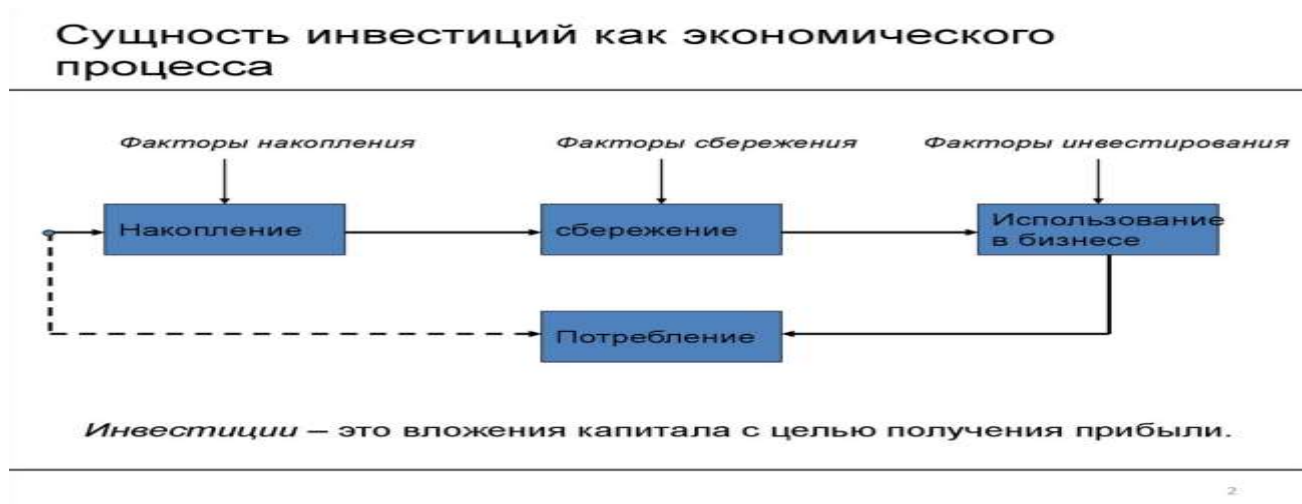 Сущность инвестиций как экономического
процесса
Факторы накопления
Факторы сбережения
Факторы инвестирования
Накопление
сбережение
Использование
в бизнесе
Потребление
Инвестиции – это вложения капитала с целью получения прибыли.
2